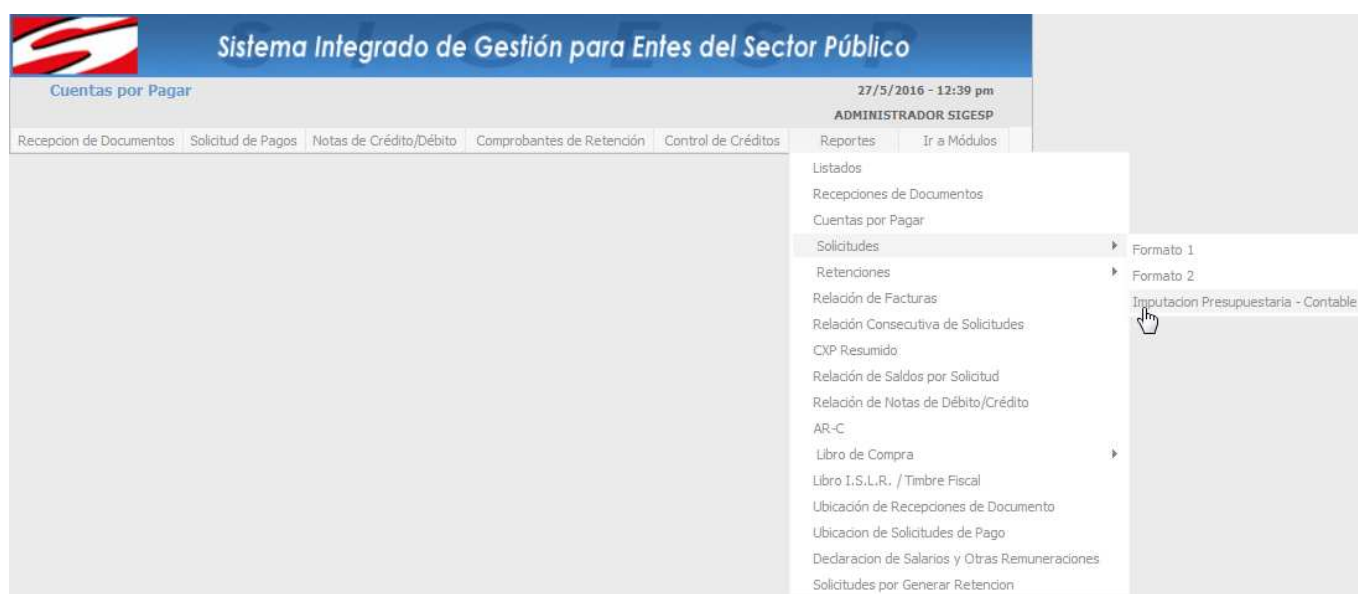 S I G E S P
Sistema Integrado de Gestión para Entes del Sector Público
Cuentas por Pagar
27/5/2016 - 12:39 pm
ADMINISTRADOR SIGESP
Recepcion de Documentos Solicitud de Pagos Notas de Crédito/Débito Comprobantes de Retención Control de Créditos Reportes Ir a Módulos
Listados
Recepciones de Documentos
Cuentas por Pagar
Solicitudes
Formato 1
Formato 2
Imputacion Presupuestaria - Contable
Retenciones
Relación de Facturas
Relación Consecutiva de Solicitudes
CXP Resumido
Relación de Saldos por Solicitud
Relación de Notas de Débito/Crédito
AR-C
Libro de Compra
Libro I.S.L.R. / Timbre Fiscal
Ubicación de Recepciones de Documento
Ubicacion de Solicitudes de Pago
Declaracion de Salarios y Otras Remuneraciones
Solicitudes por Generar Retencion